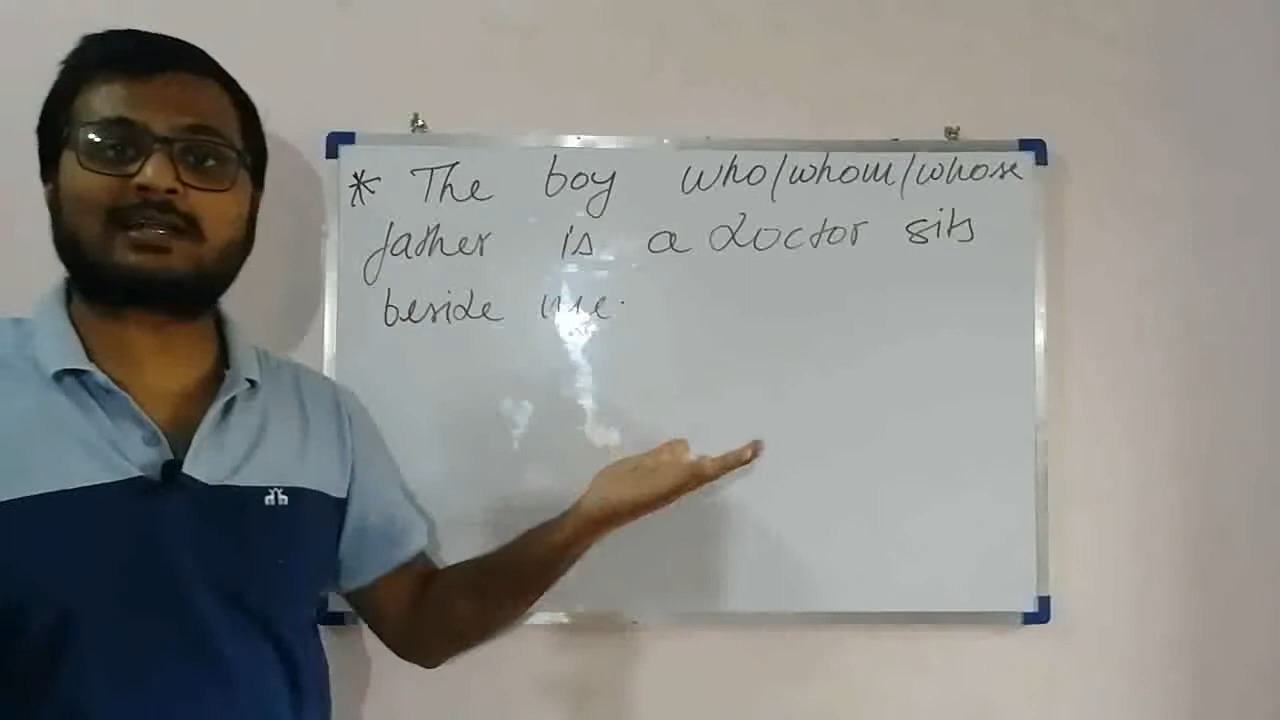 * The boy who/whom/whose
father is a doctor sits
beside me.